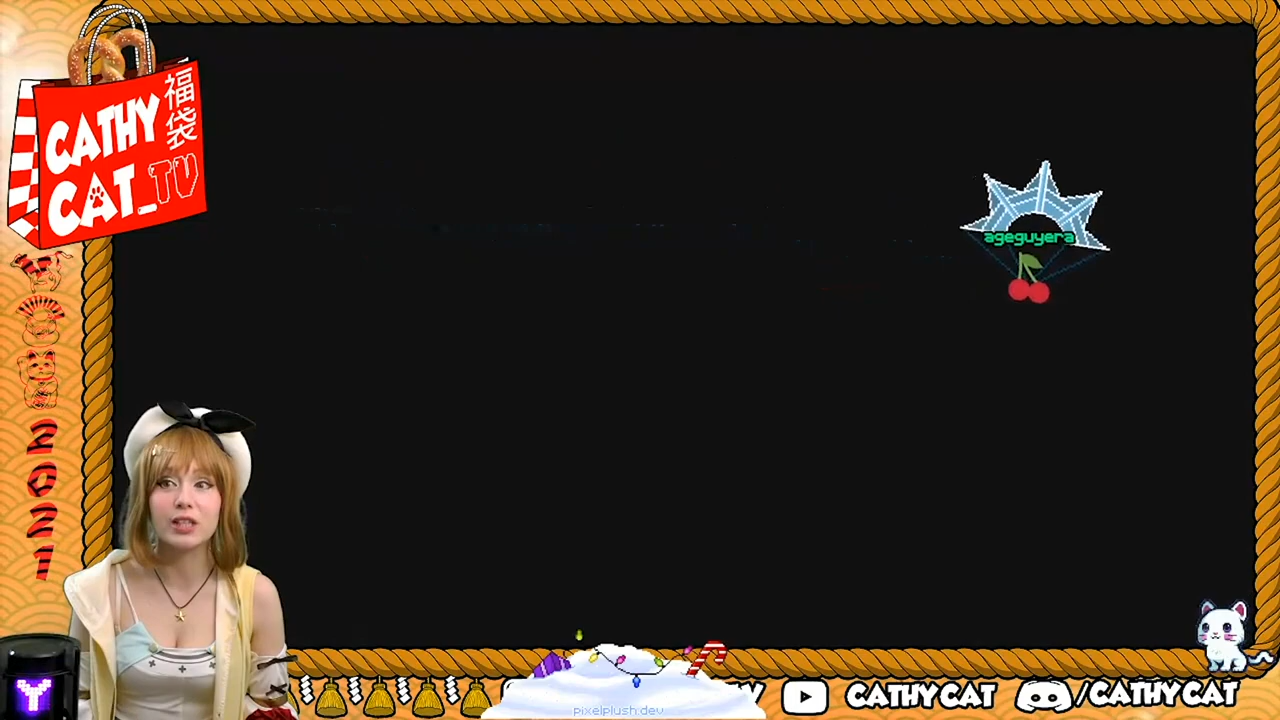 福袋
CATHY
CAT_TV
ageguyera
2021
Y
pixelplush.dev
CATHYCAT
/CATHYCAT